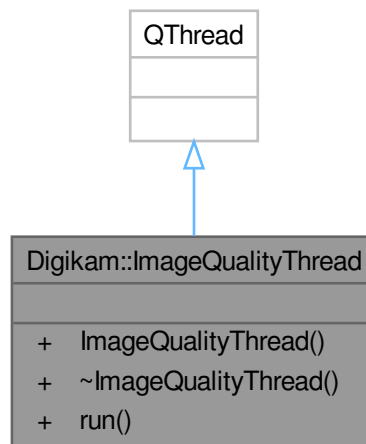 QThread
Digikam::ImageQualityThread
+ ImageQualityThread()
+ ~ImageQualityThread()
+ run()